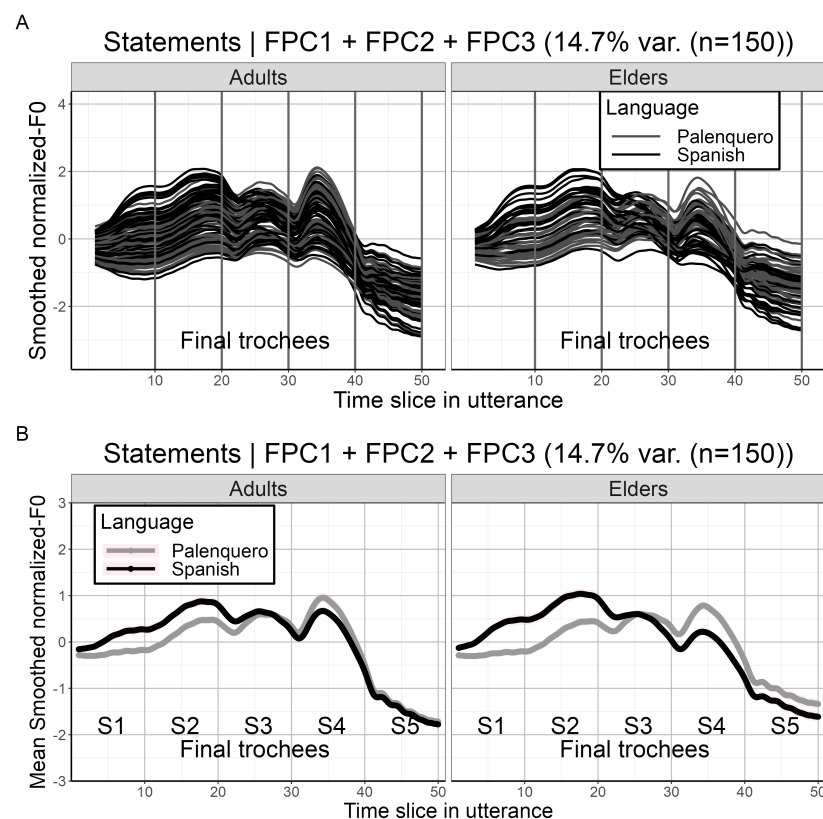 A
Statements | FPC1 + FPC2 + FPC3 (14.7% var. (n=150))
Adults
Elders
Smoothed normalized-F0
4
2
0
-2
Language
Palenquero
Spanish
Final trochees
Final trochees
10 20 30 40 50
10 20 30 40 50
Time slice in utterance
B
Statements | FPC1 + FPC2 + FPC3 (14.7% var. (n=150))
Adults
Elders
Mean Smoothed normalized-F0
3
2
1
0
-1
-2
-3
Language
Palenquero
Spanish
S1 S2 S3 S4 S5
Final trochees
S1 S2 S3 S4 S5
Final trochees
10 20 30 40 50
10 20 30 40 50
Time slice in utterance